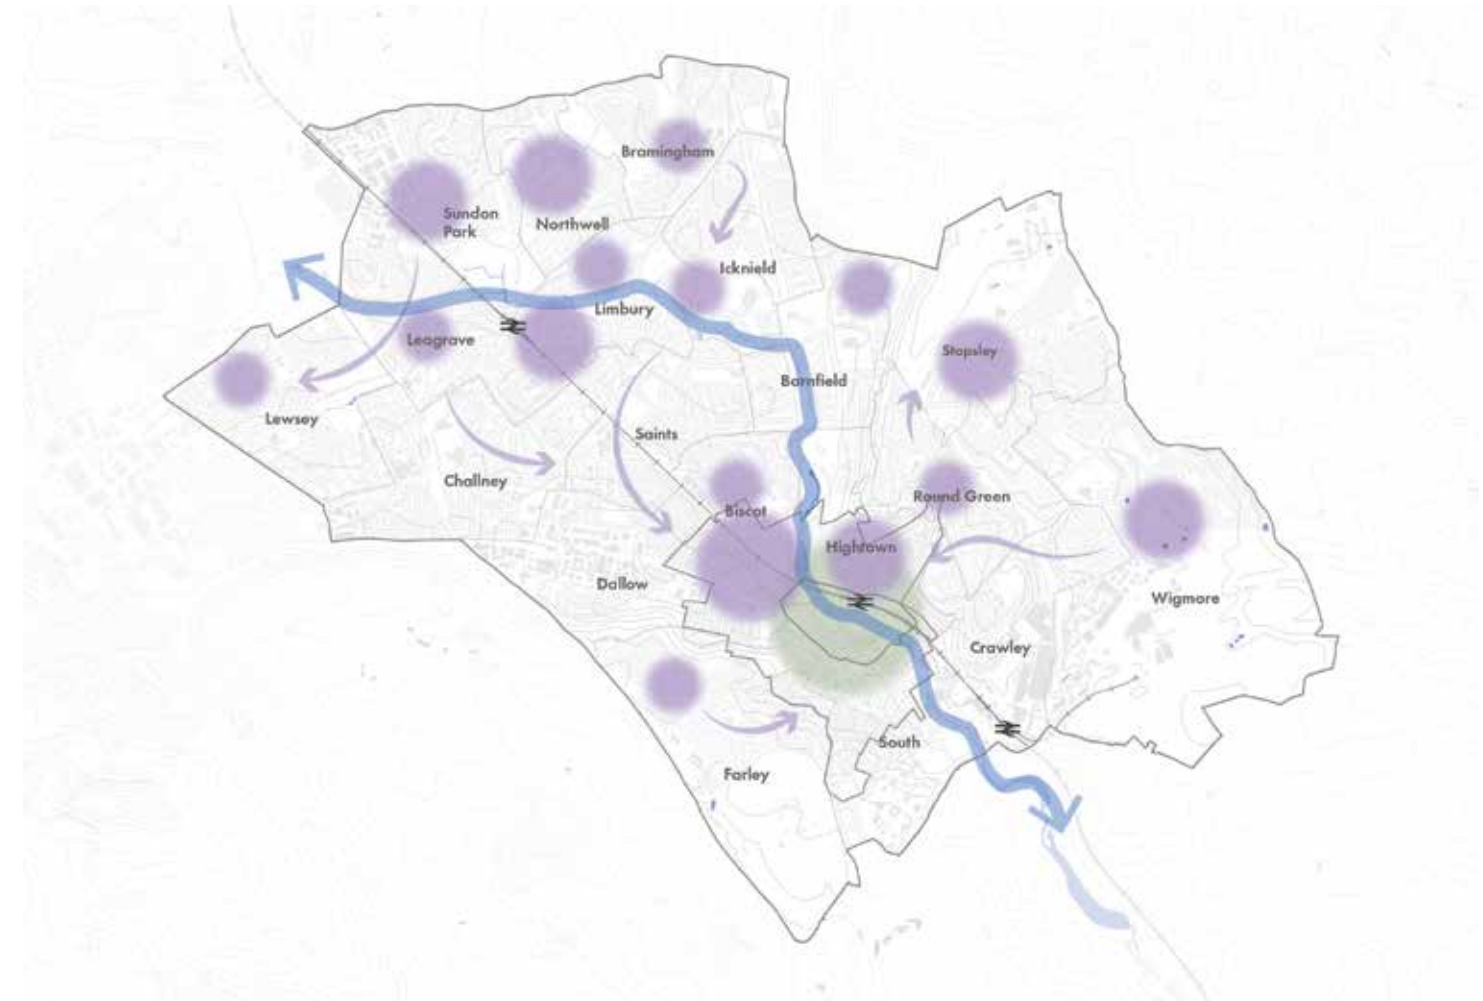 Bramingham
Sundon
Park
Northwell
Icknield
Limbury
Leagrave
Stopsley
Barnfield
Lewsey
Saints
Challney
Round Green
Biscot
Hightown
Dallow
Wigmore
Crawley
South
Farley